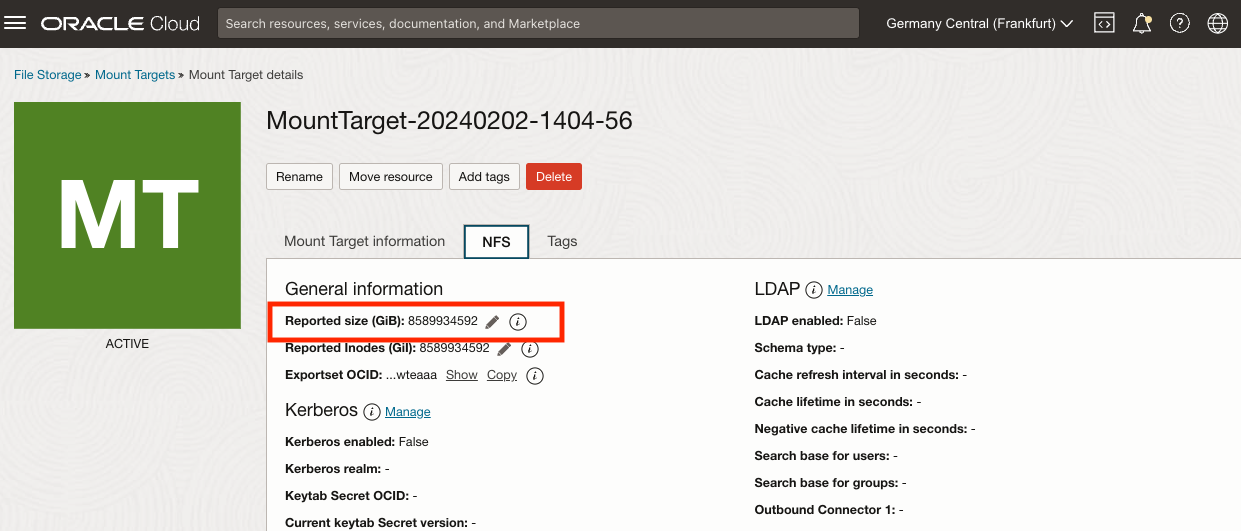 ORACLE Cloud
Search resources, services, documentation, and Marketplace
Germany Central (Frankfurt)
File Storage » Mount Targets » Mount Target details
MT
ACTIVE
MountTarget-20240202-1404-56
Rename
Move resource
Add tags
Delete
Mount Target information
NFS
Tags
General information
Reported size (GiB): 8589934592
Reported Inodes (GiI): 8589934592
Exportset OCID: ...wteaaa Show Copy
Kerberos Manage
Kerberos enabled: False
Kerberos realm: -
Keytab Secret OCID: -
Current keytab Secret version: -
LDAP Manage
LDAP enabled: False
Schema type: -
Cache refresh interval in seconds: -
Cache lifetime in seconds: -
Negative cache lifetime in seconds: -
Search base for users: -
Search base for groups: -
Outbound Connector 1: -